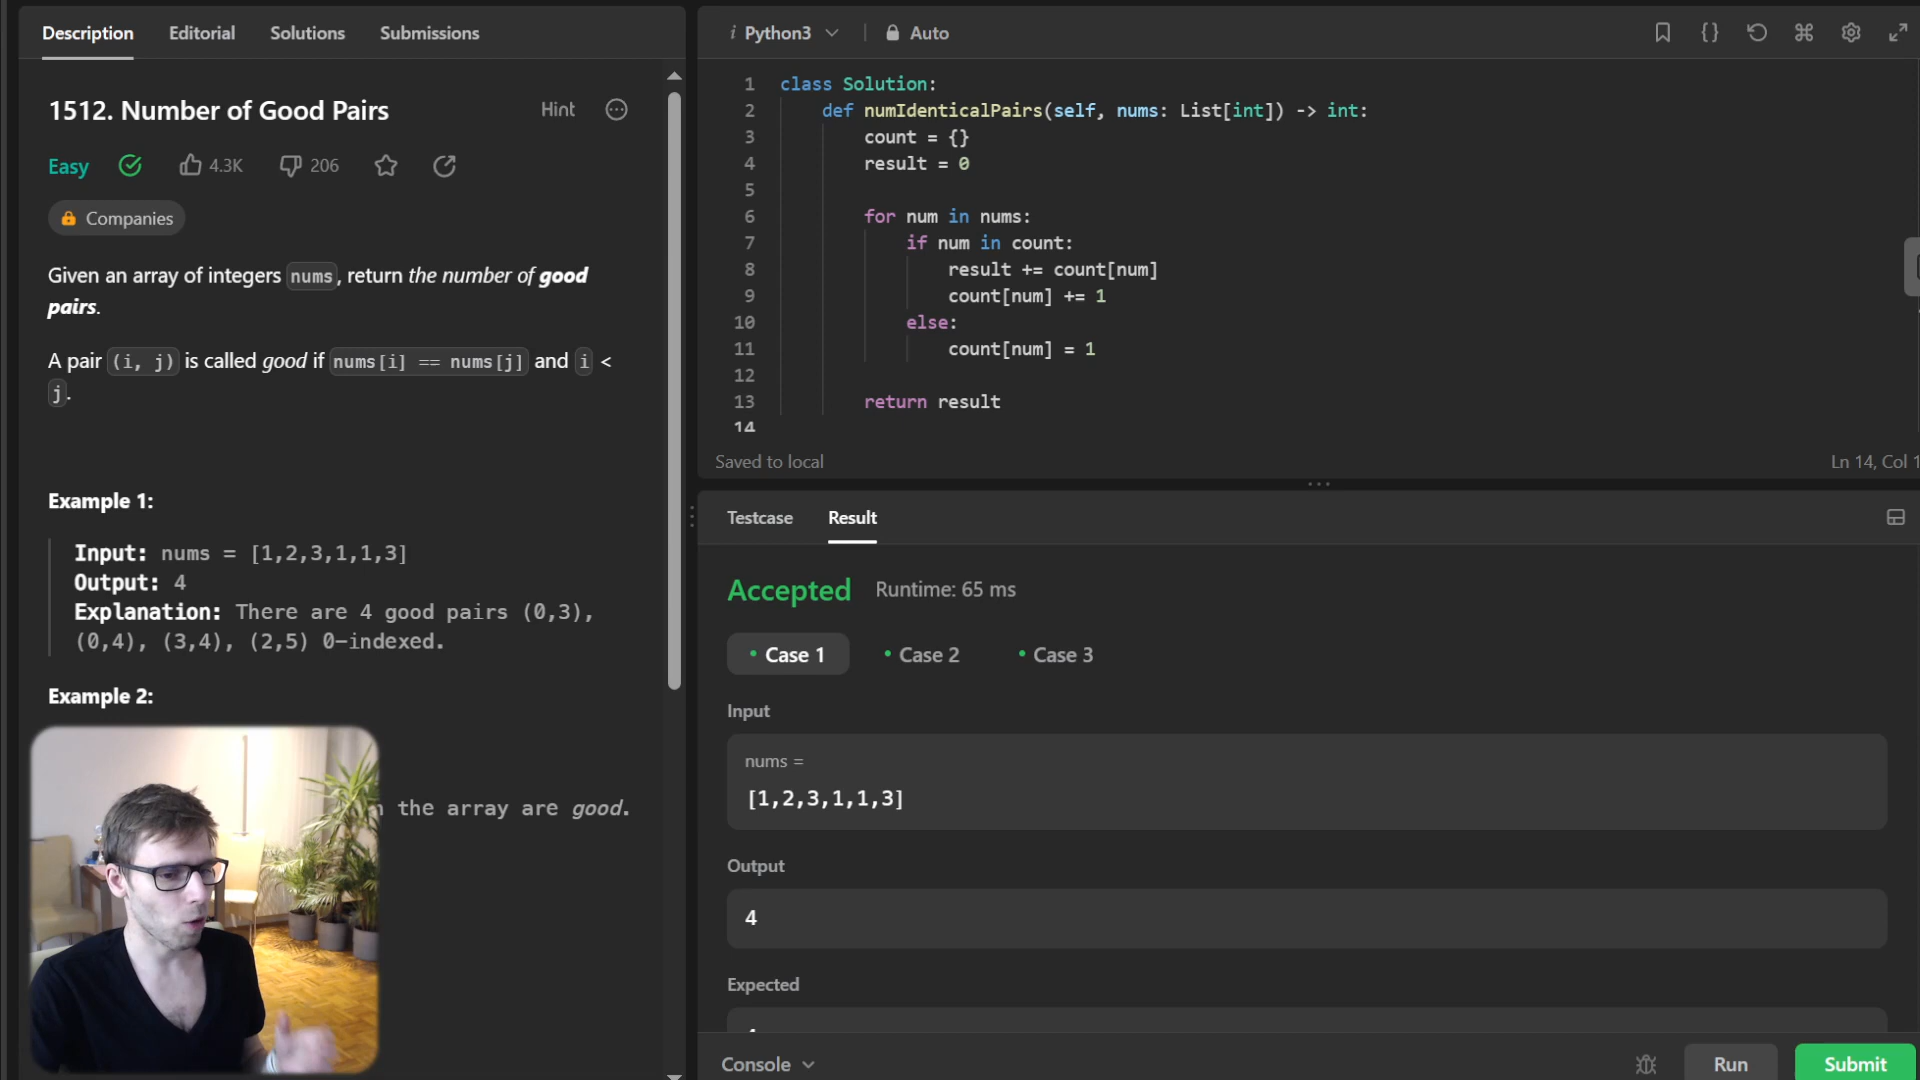 Description Editorial Solutions Submissions
1512. Number of Good Pairs Hint
Easy 4.3K 206
Companies
Given an array of integers nums, return the number of good
pairs.
A pair (i, j) is called good if nums[i] == nums[j] and i <
j.
Example 1:
Input: nums = [1,2,3,1,1,3]
Output: 4
Explanation: There are 4 good pairs (0,3),
(0,4), (3,4), (2,5) 0-indexed.
Example 2:
the array are good.
i Python3 Auto
1 class Solution:
2 def numIdenticalPairs(self, nums: List[int]) -> int:
3 count = {}
4 result = 0
5
6 for num in nums:
7 if num in count:
8 result += count[num]
9 count[num] += 1
10 else:
11 count[num] = 1
12
13 return result
14
Saved to local Ln 14, Col 1
Testcase Result
Accepted Runtime: 65 ms
Case 1 Case 2 Case 3
Input
nums =
[1,2,3,1,1,3]
Output
4
Expected
Console Run Submit